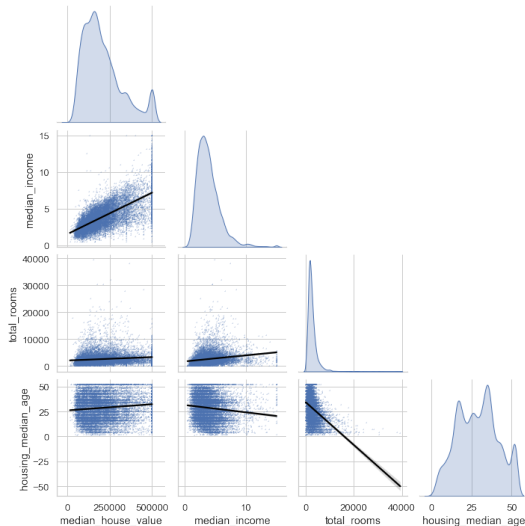 15
10
5
0
median_income
40000
30000
20000
10000
0
total_rooms
50
25
0
−25
−50
housing_median_age
0 250000 500000
median_house_value
0 10
median_income
0 20000 40000
total_rooms
0 25 50
housing_median_age